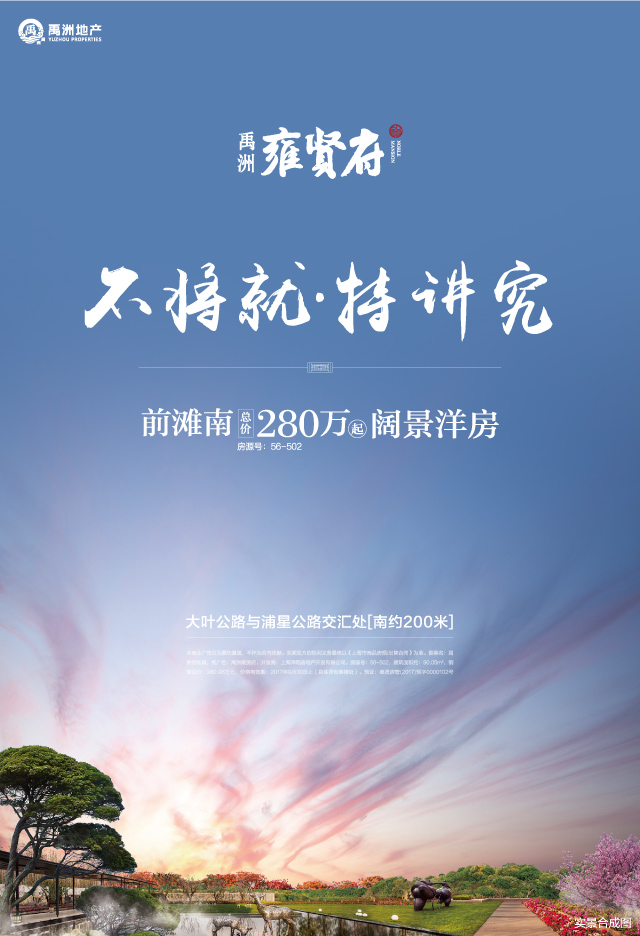 禹洲地产
YUZHOU PROPERTIES
禹洲 雍贤府
NOBLE MANSION
不将就·特讲究
前滩南 总价 280万起 阔景洋房
房源号：56-502
大叶公路与浦星公路交汇处[南约200米]
实景合成图